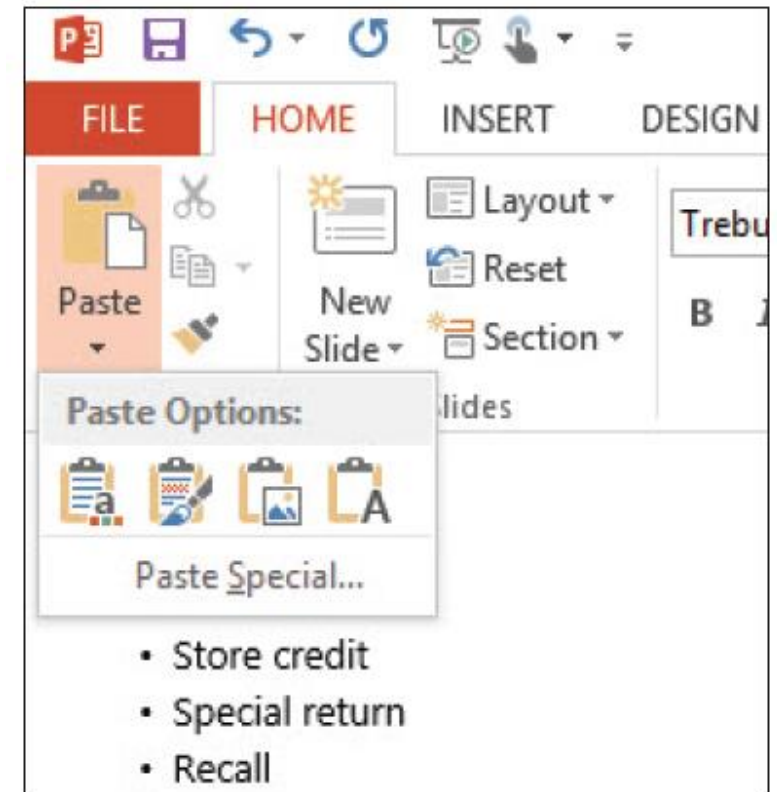 FILE HOME INSERT DESIGN
Layout
Trebu
Reset
Paste New B
Slide Section
Paste Options:
Paste Special...
• Store credit
• Special return
• Recall